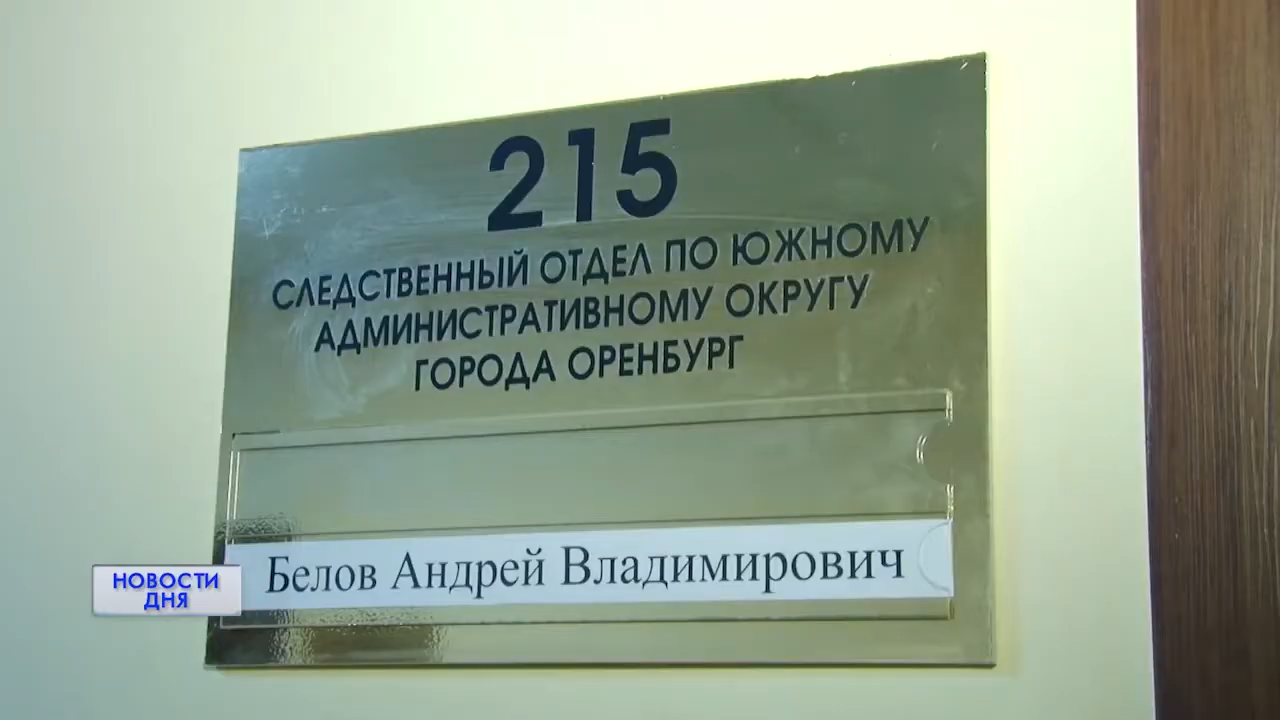 215
СЛЕДСТВЕННЫЙ ОТДЕЛ ПО ЮЖНОМУ
АДМИНИСТРАТИВНОМУ ОКРУГУ
ГОРОДА ОРЕНБУРГ
Белов Андрей Владимирович
НОВОСТИ
ДНЯ